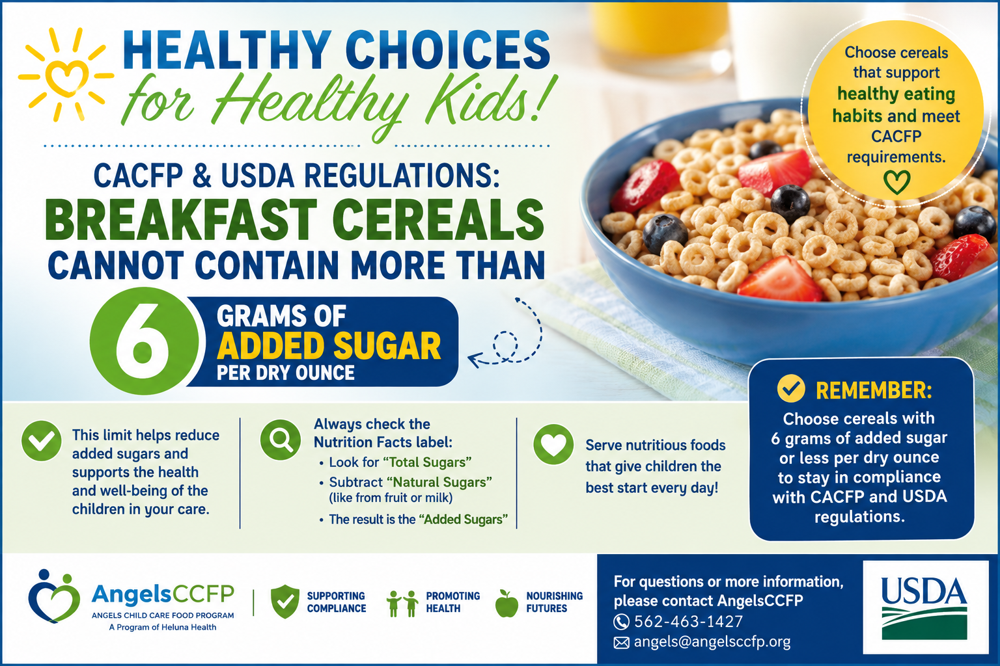 HEALTHY CHOICES
for Healthy Kids!
Choose cereals
that support
healthy eating
habits and meet
CACFP
requirements.
CACFP & USDA REGULATIONS:
BREAKFAST CEREALS
CANNOT CONTAIN MORE THAN
6
GRAMS OF
ADDED SUGAR
PER DRY OUNCE
This limit helps reduce
added sugars and
supports the health
and well-being of the
children in your care.
Always check the
Nutrition Facts label:
• Look for “Total Sugars”
• Subtract “Natural Sugars”
(like from fruit or milk)
• The result is the “Added Sugars”
Serve nutritious foods
that give children the
best start every day!
REMEMBER:
Choose cereals with
6 grams of added sugar
or less per dry ounce
to stay in compliance
with CACFP and USDA
regulations.
AngelsCCFP
ANGELS CHILD CARE FOOD PROGRAM
A Program of Heluna Health
SUPPORTING
COMPLIANCE
PROMOTING
HEALTH
NOURISHING
FUTURES
For questions or more information,
please contact AngelsCCFP
562-463-1427
angels@angelsccfp.org
USDA